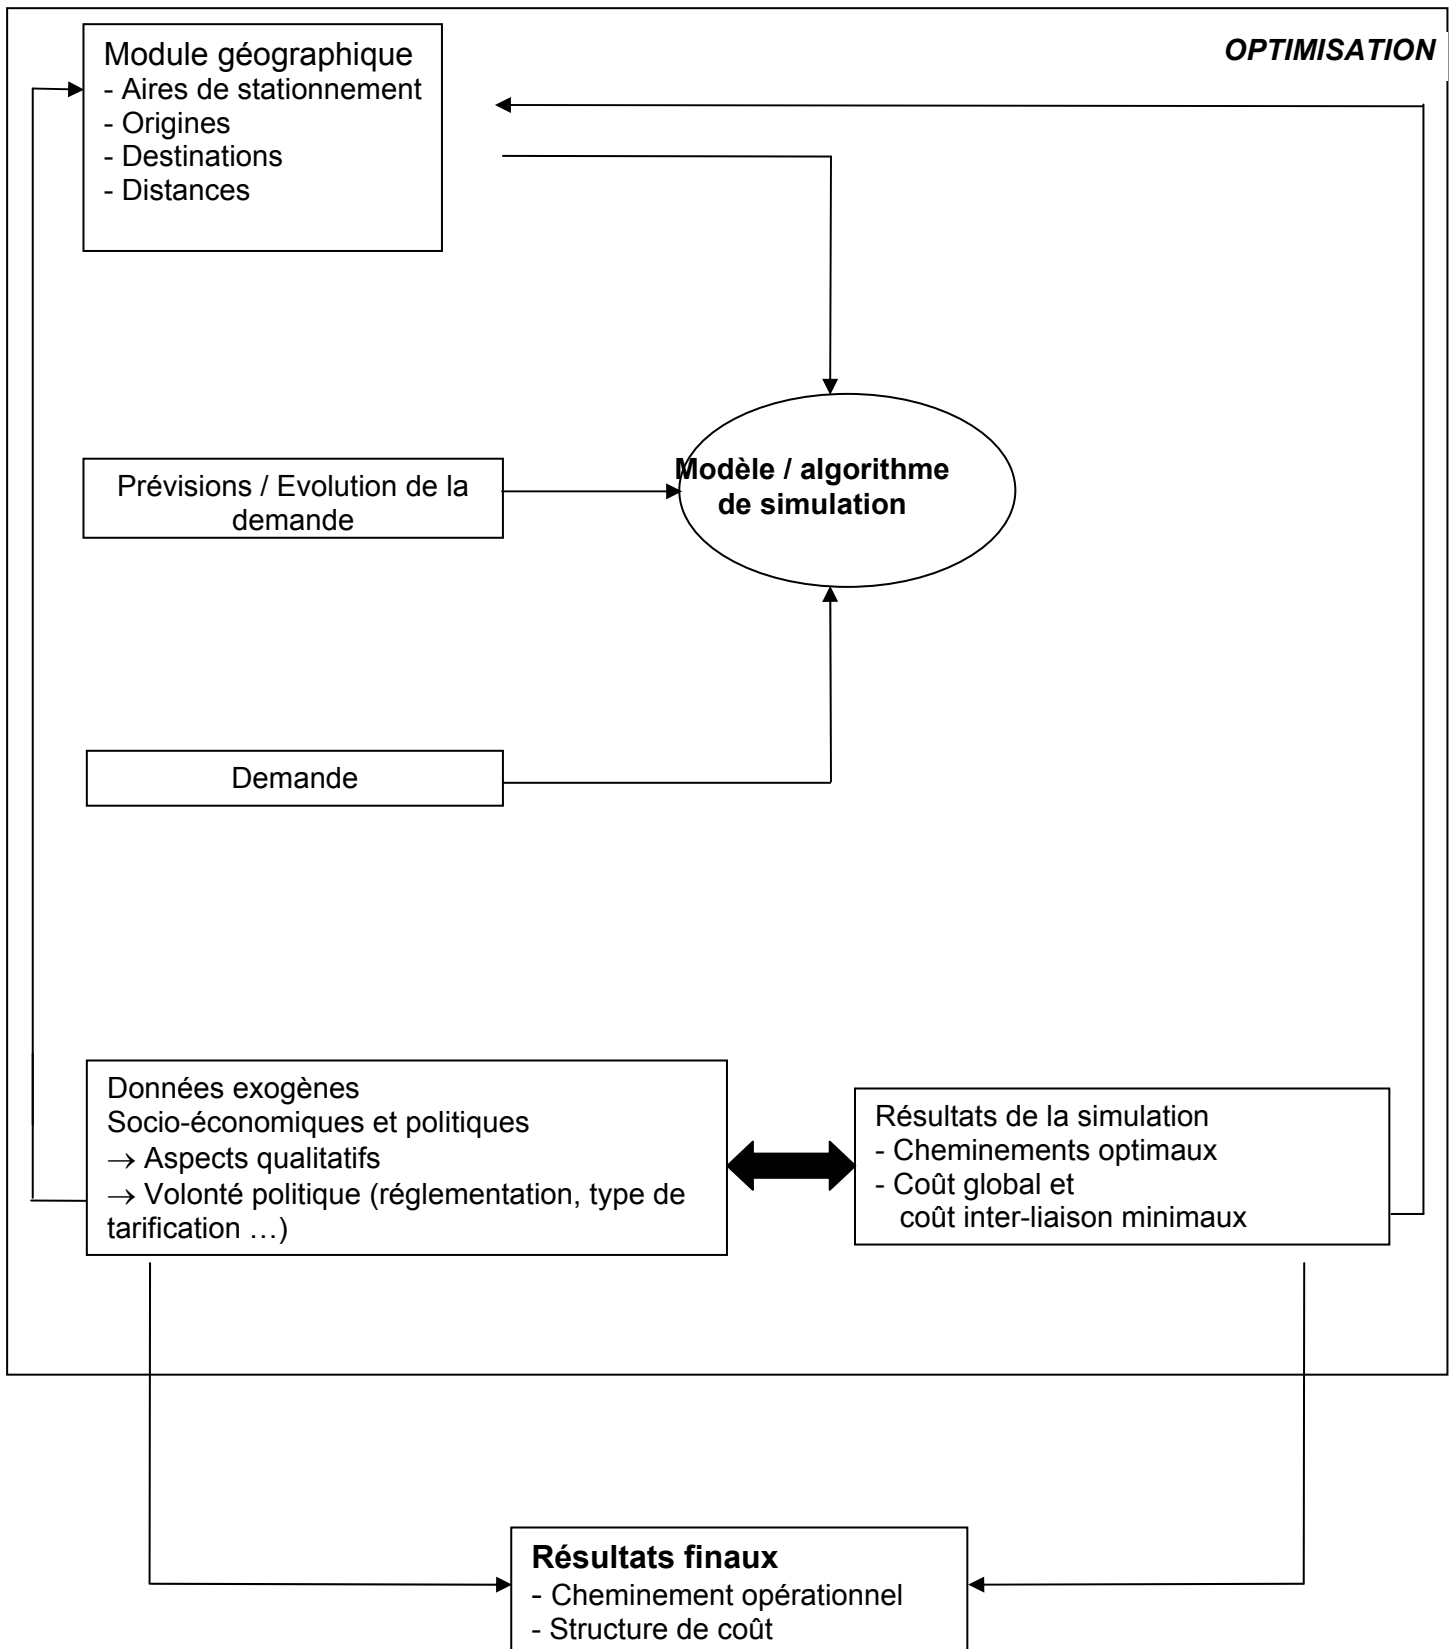 OPTIMISATION
Module géographique
- Aires de stationnement
- Origines
- Destinations
- Distances
Modèle / algorithme
de simulation
Prévisions / Evolution de la
demande
Demande
Données exogènes
Socio-économiques et politiques
→ Aspects qualitatifs
→ Volonté politique (réglementation, type de
tarification …)
Résultats de la simulation
- Cheminements optimaux
- Coût global et
coût inter-liaison minimaux
Résultats finaux
- Cheminement opérationnel
- Structure de coût